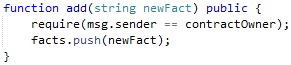 function add(string newFact) public {
    require(msg.sender == contractOwner);
    facts.push(newFact);
}